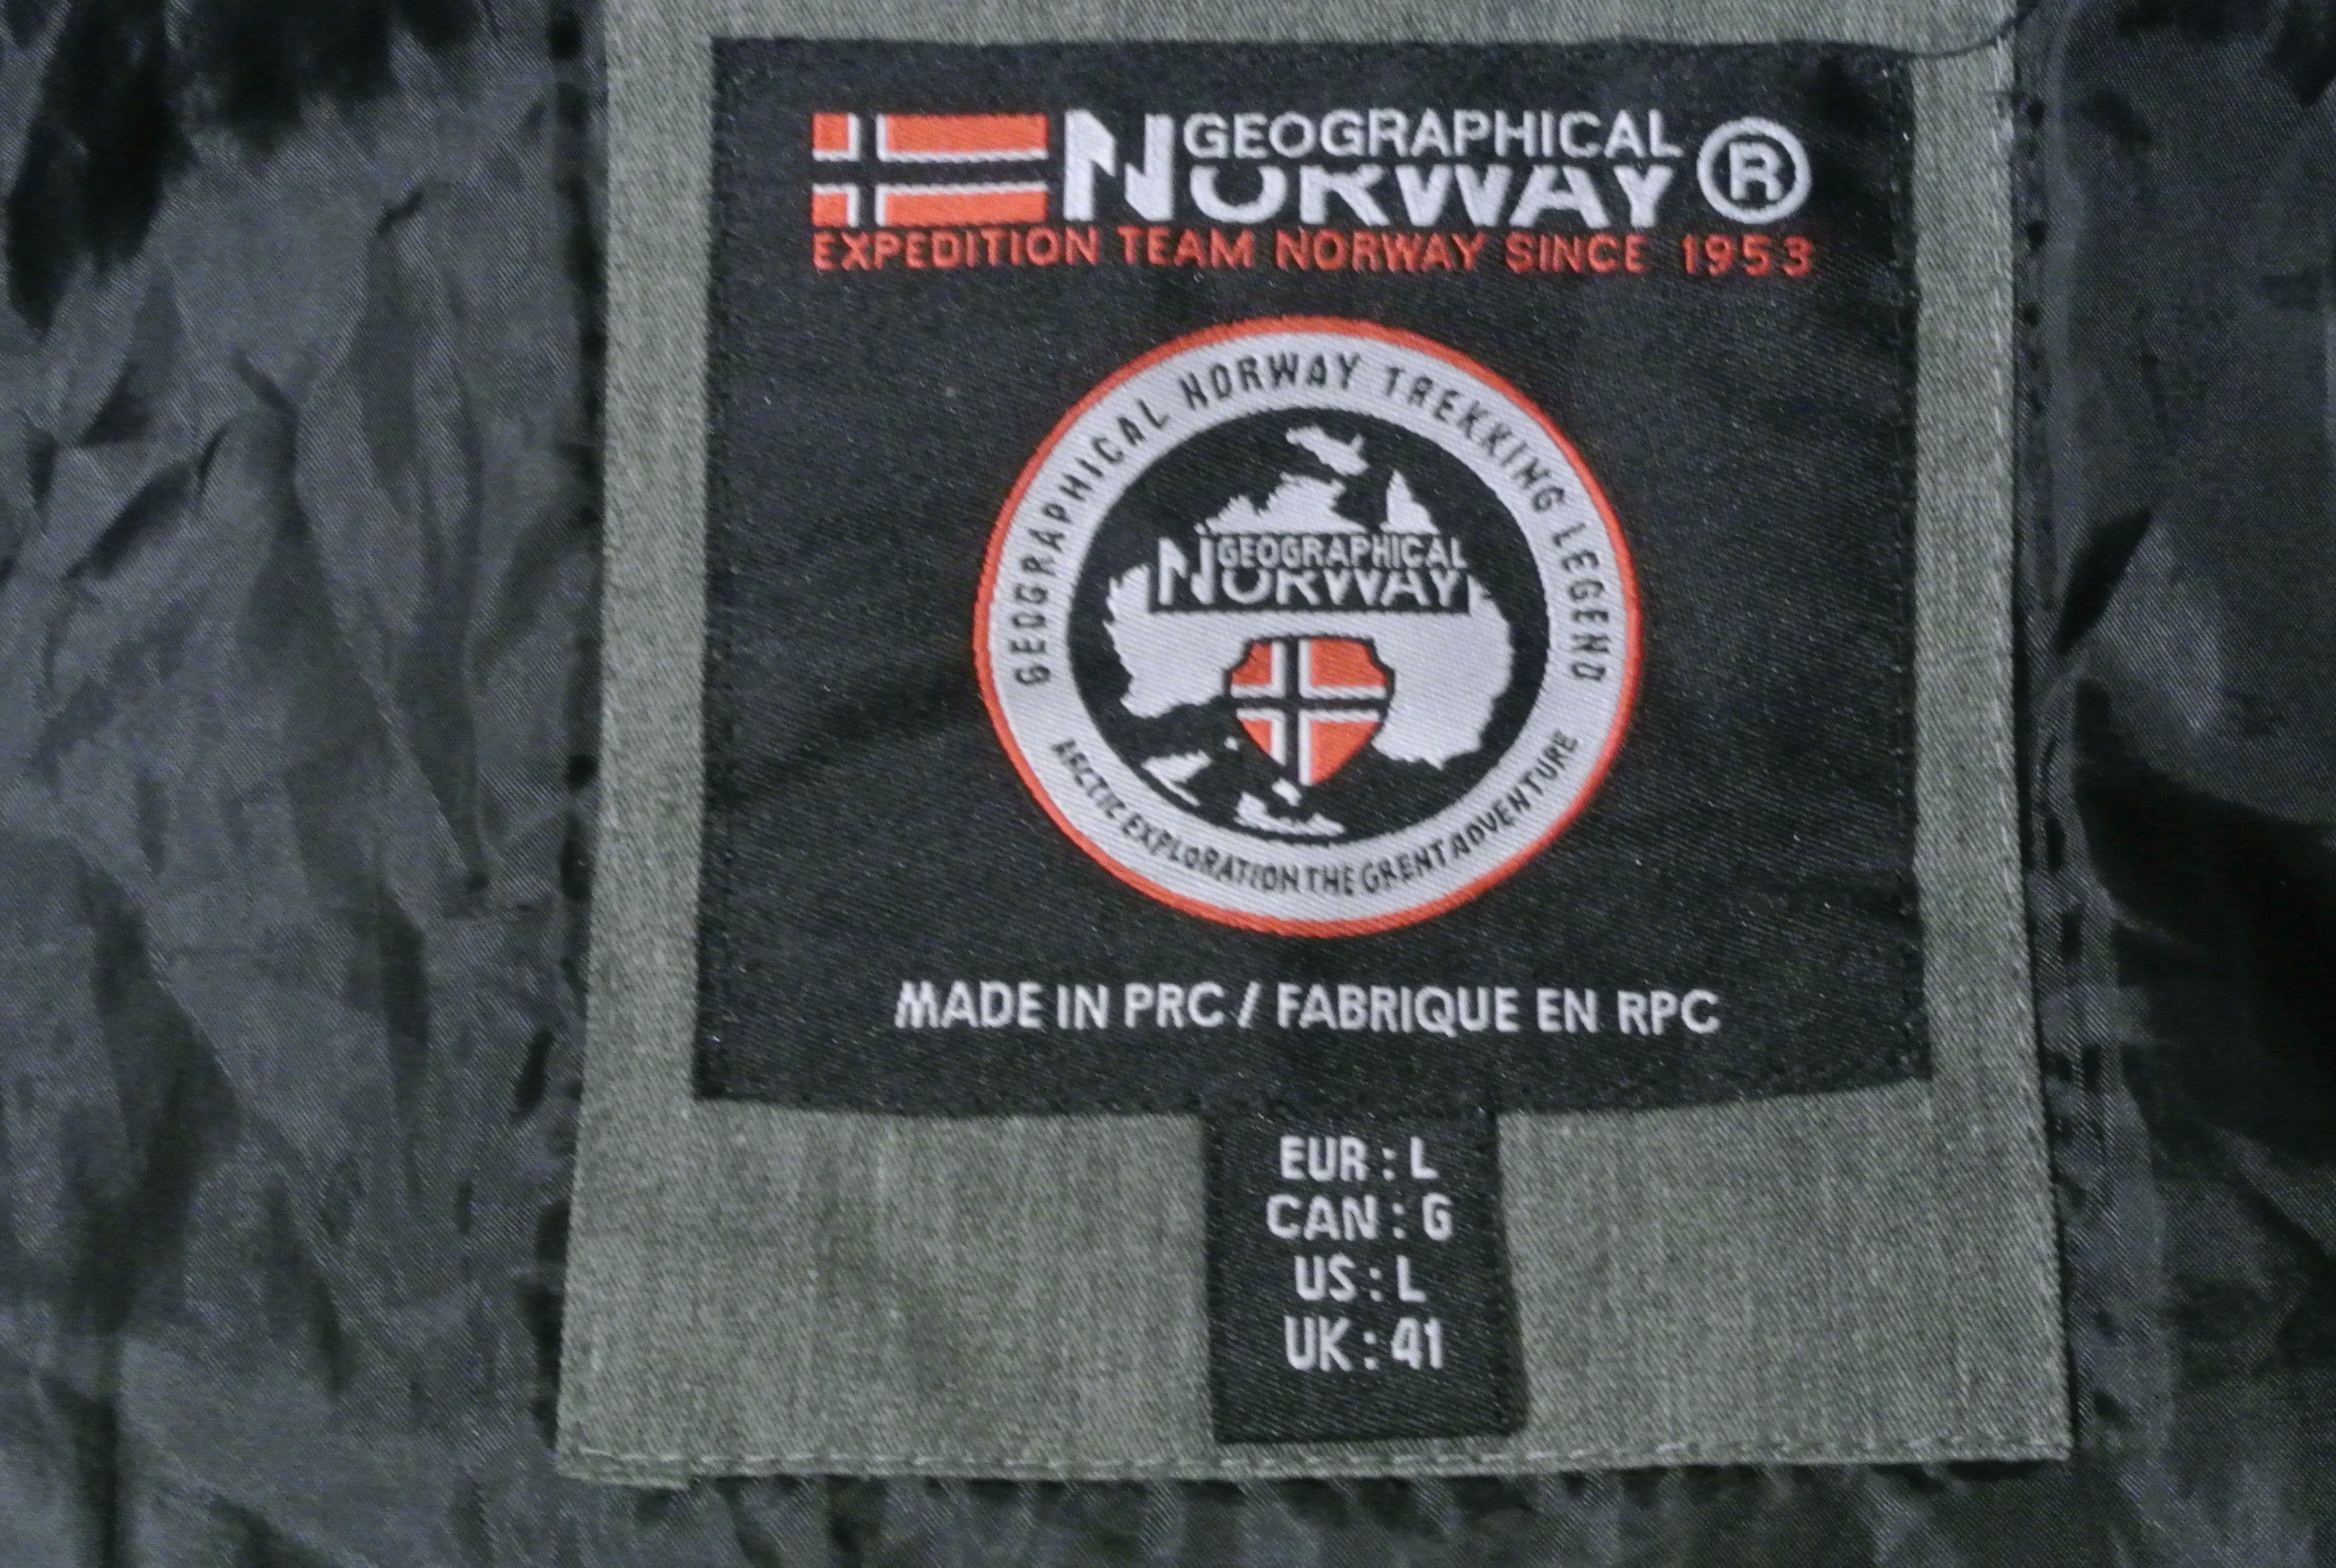 GEOGRAPHICAL
NORWAY ®
EXPEDITION TEAM NORWAY SINCE 1953
GEOGRAPHICAL NORWAY TREKKING LEGEND
GEOGRAPHICAL
NORWAY
ARCTIC EXPLORATION THE GRENT ADVENTURE
MADE IN PRC / FABRIQUE EN RPC
EUR : L
CAN : G
US : L
UK : 41